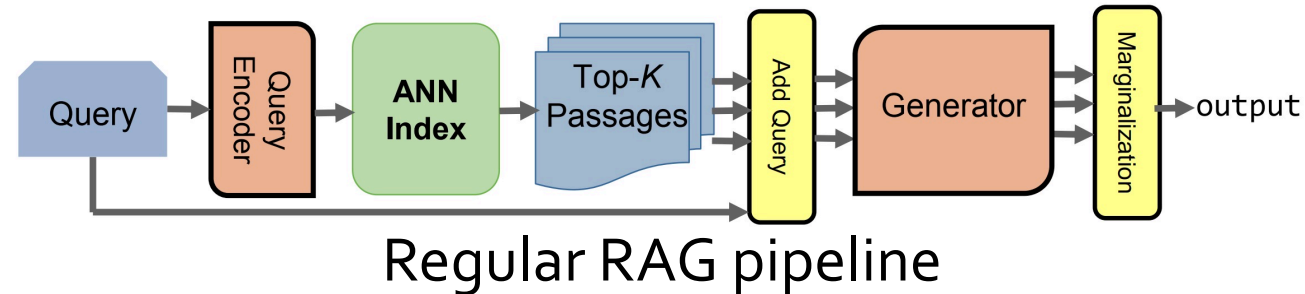 Query
Query
Encoder
ANN
Index
Top-K
Passages
Add Query
Generator
Marginalization
output
Regular RAG pipeline